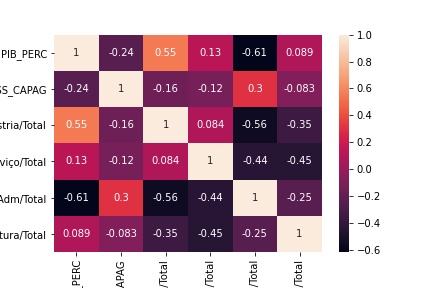 PIB_PERC 1 -0.24 0.55 0.13 -0.61 0.089
S_CAPAG -0.24 1 -0.16 -0.12 0.3 -0.083
stria/Total 0.55 -0.16 1 0.084 -0.56 -0.35
viço/Total 0.13 -0.12 0.084 1 -0.44 -0.45
Adm/Total -0.61 0.3 -0.56 -0.44 1 -0.25
tura/Total 0.089 -0.083 -0.35 -0.45 -0.25 1
_PERC
APAG
/Total
/Total
/Total
/Total
1.0
0.8
0.6
0.4
0.2
0.0
−0.2
−0.4
−0.6